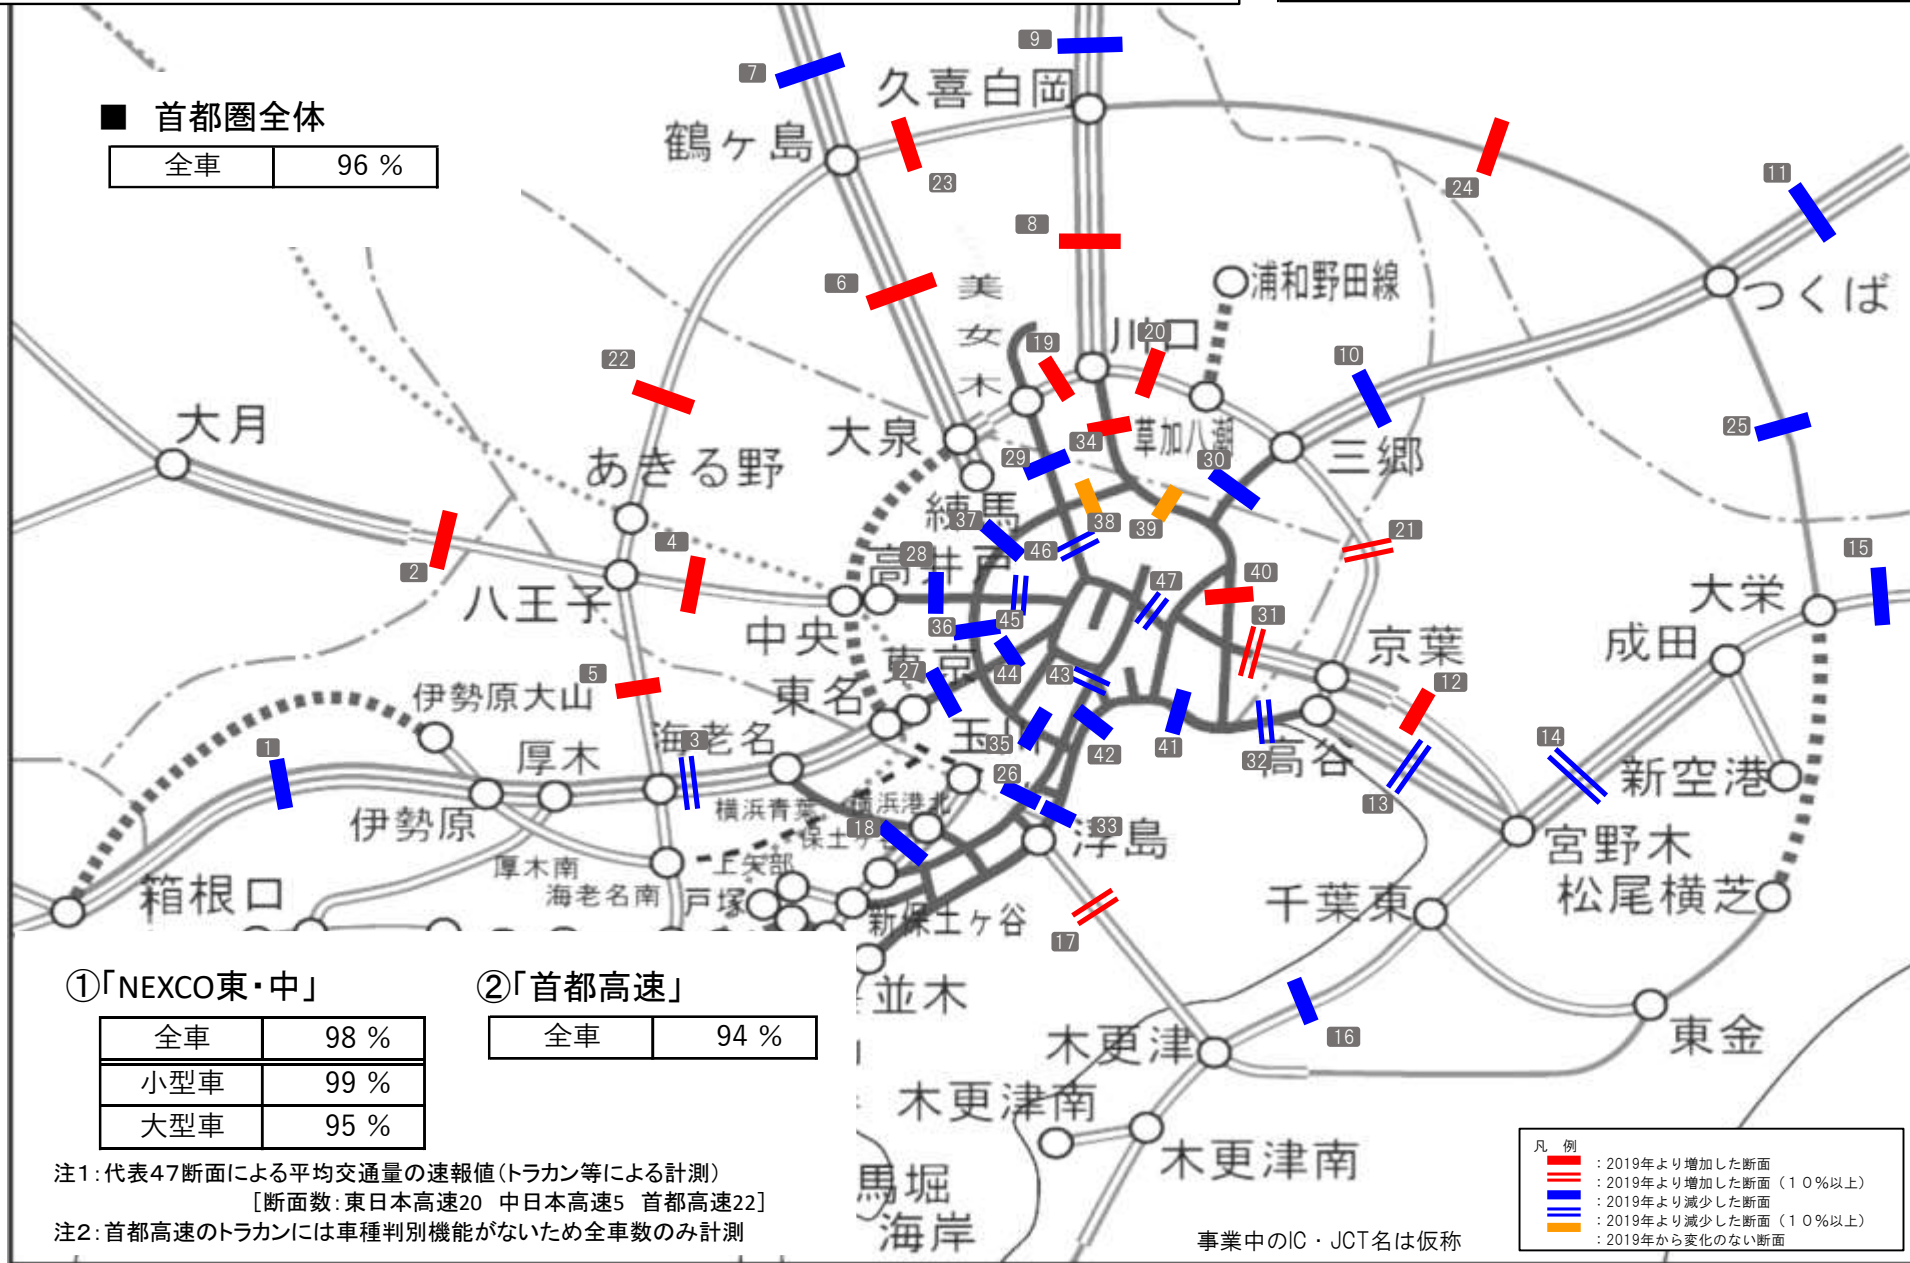 ■ 首都圏全体
全車 96 %
9
7
久喜白岡
鶴ヶ島
23
24
11
8
6
美女木
浦和野田線
つくば
22
19
川口
20
10
大月
あきる野
大泉
29
34
草加八潮
30
三郷
25
2
4
練馬
37
38
39
21
高井戸
28
46
47
40
15
八王子
中央
36
45
31
大栄
東京
京葉
成田
伊勢原大山
5
27
44
43
12
東名
玉川
1
厚木
海老名
3
35
42
41
32
高谷
14
13
新空港
横浜青葉
横浜港北
26
伊勢原
18
保土ヶ谷
33
浮島
宮野木
厚木南
上矢部
箱根口
海老名南
戸塚
新保土ヶ谷
17
千葉東
松尾横芝
並木
16
木更津
東金
木更津南
木更津南
馬堀
海岸
①「NEXCO東・中」
全車 98 %
小型車 99 %
大型車 95 %
②「首都高速」
全車 94 %
注1：代表47断面による平均交通量の速報値（トラカン等による計測）
［断面数：東日本高速20 中日本高速5 首都高速22］
注2：首都高速のトラカンには車種判別機能がないため全車数のみ計測
事業中のIC・JCT名は仮称
凡 例
：2019年より増加した断面
：2019年より増加した断面（１０％以上）
：2019年より減少した断面
：2019年より減少した断面（１０％以上）
：2019年から変化のない断面